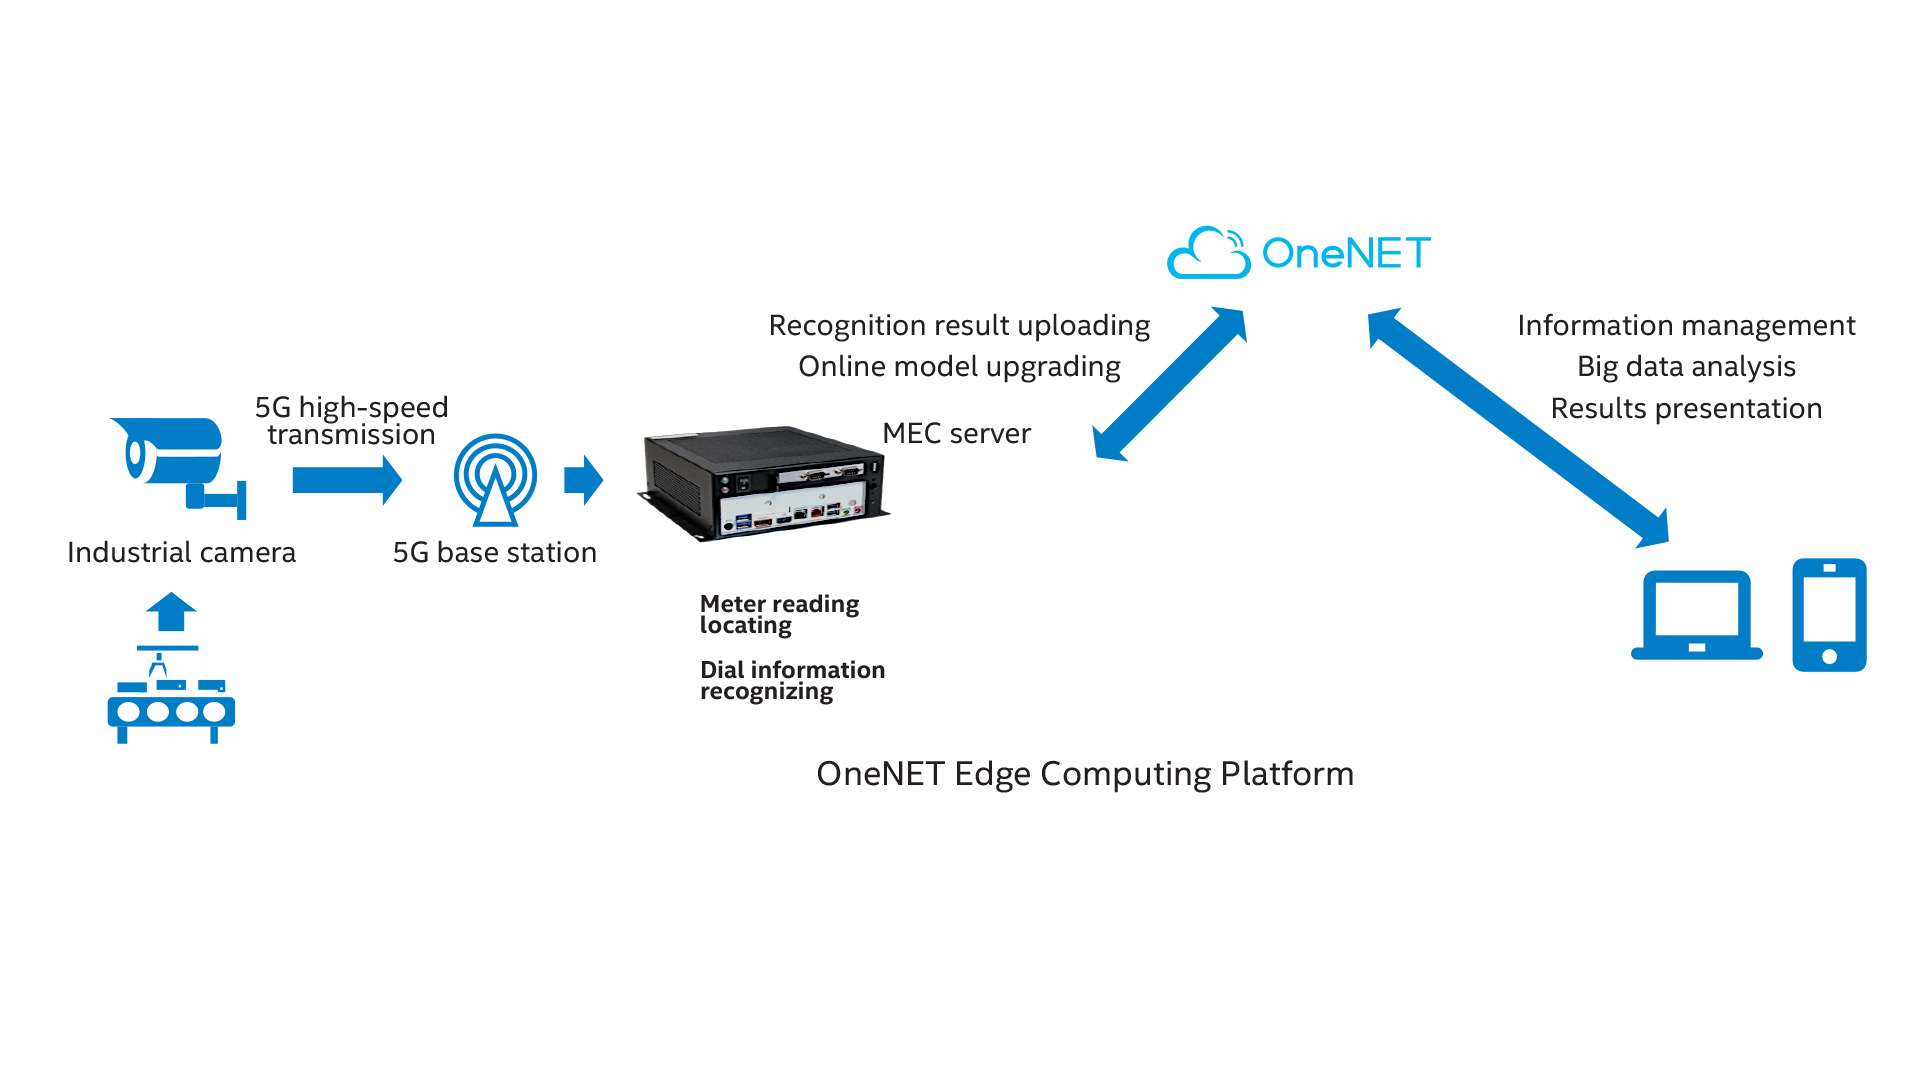 OneNET
Recognition result uploading
Online model upgrading
Information management
Big data analysis
Results presentation
5G high-speed
transmission
MEC server
Industrial camera
5G base station
Meter reading
locating
Dial information
recognizing
OneNET Edge Computing Platform